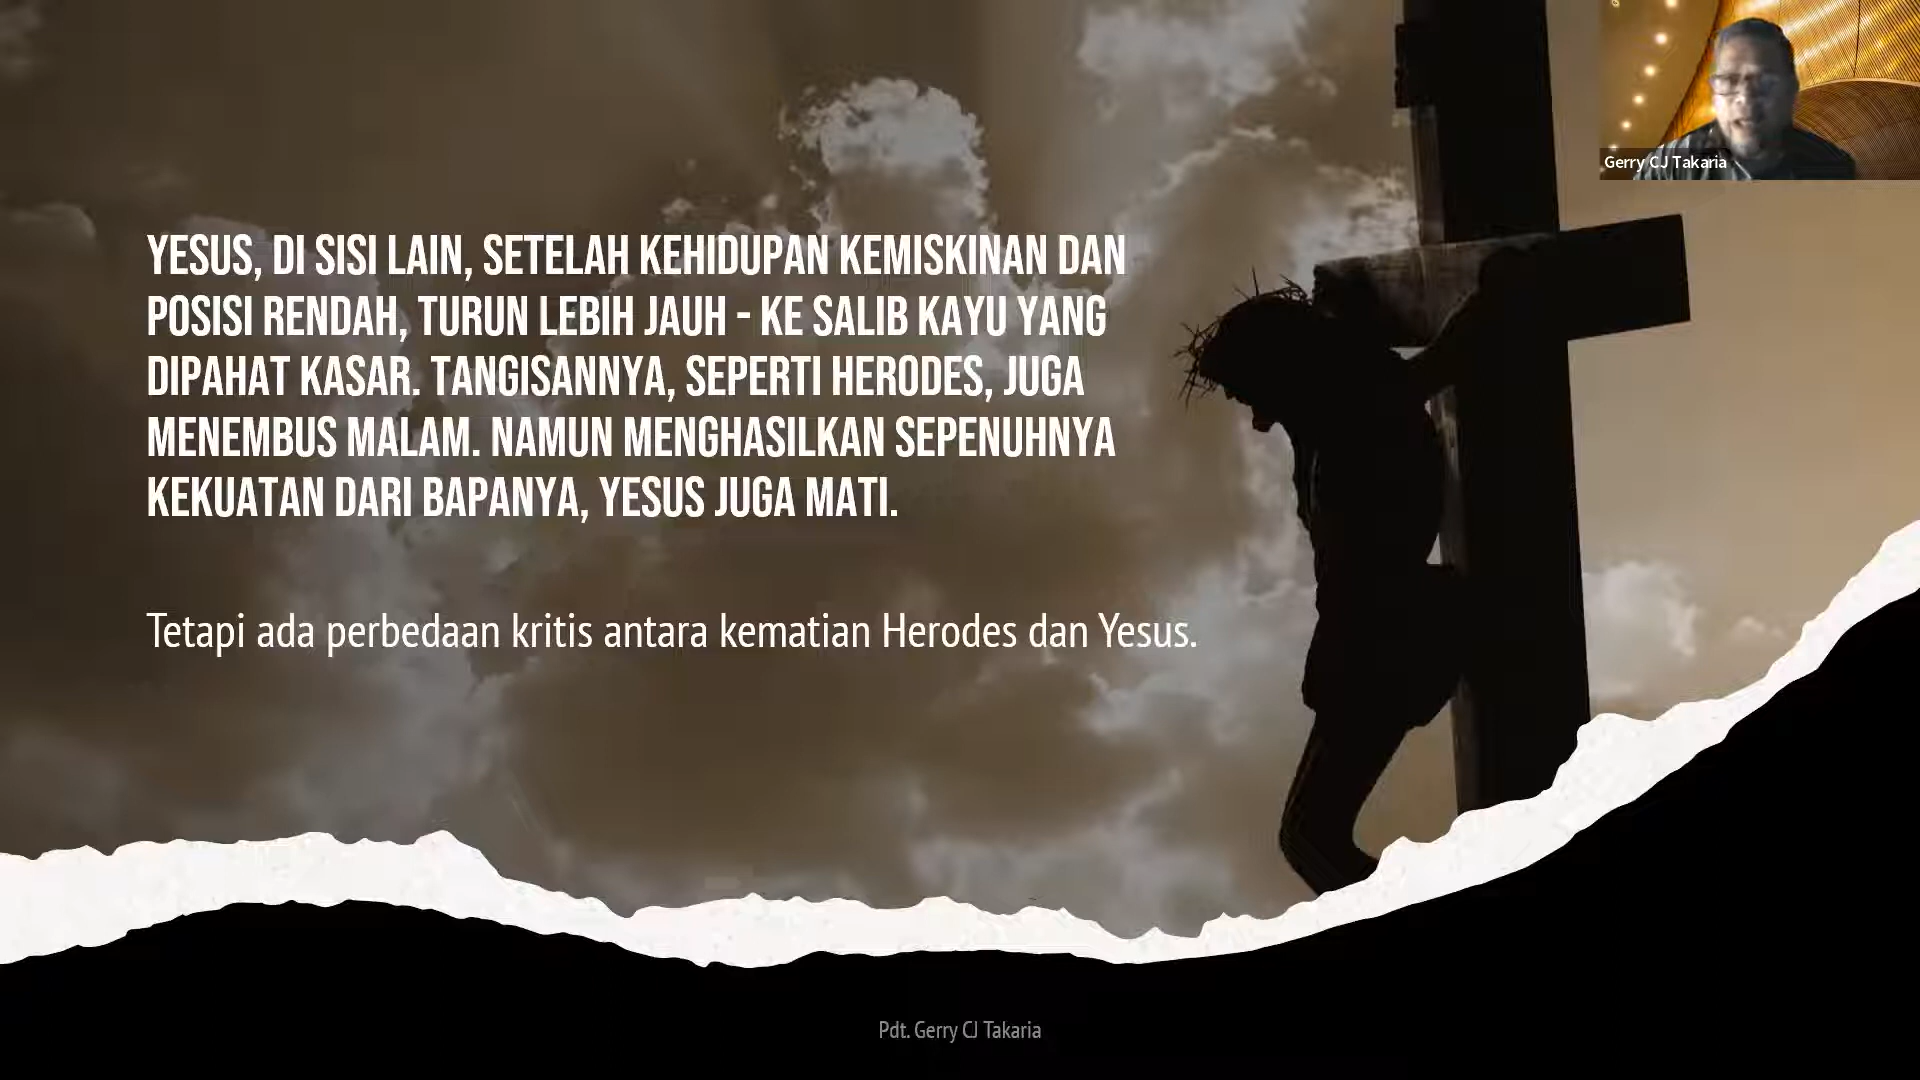 Gerry CJ Takaria
YESUS, DI SISI LAIN, SETELAH KEHIDUPAN KEMISKINAN DAN
POSISI RENDAH, TURUN LEBIH JAUH - KE SALIB KAYU YANG
DIPAHAT KASAR. TANGISANNYA, SEPERTI HERODES, JUGA
MENEMBUS MALAM. NAMUN MENGHASILKAN SEPENUHNYA
KEKUATAN DARI BAPANYA, YESUS JUGA MATI.
Tetapi ada perbedaan kritis antara kematian Herodes dan Yesus.
Pdt. Gerry CJ Takaria